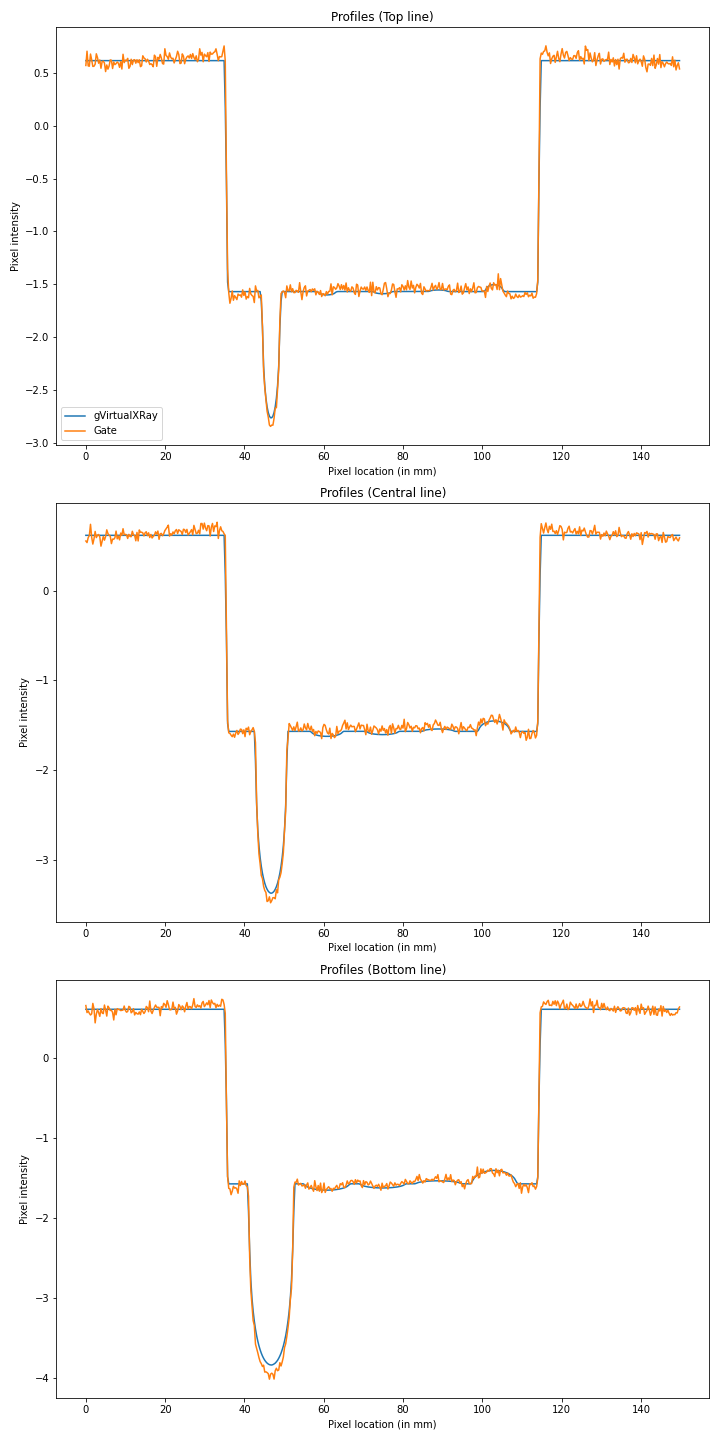 Profiles (Top line)
Pixel intensity
0.5
0.0
−0.5
−1.0
−1.5
−2.0
−2.5
−3.0
gVirtualXRay
Gate
0 20 40 60 80 100 120 140
Pixel location (in mm)
Profiles (Central line)
Pixel intensity
0
−1
−2
−3
0 20 40 60 80 100 120 140
Pixel location (in mm)
Profiles (Bottom line)
Pixel intensity
0
−1
−2
−3
−4
0 20 40 60 80 100 120 140
Pixel location (in mm)